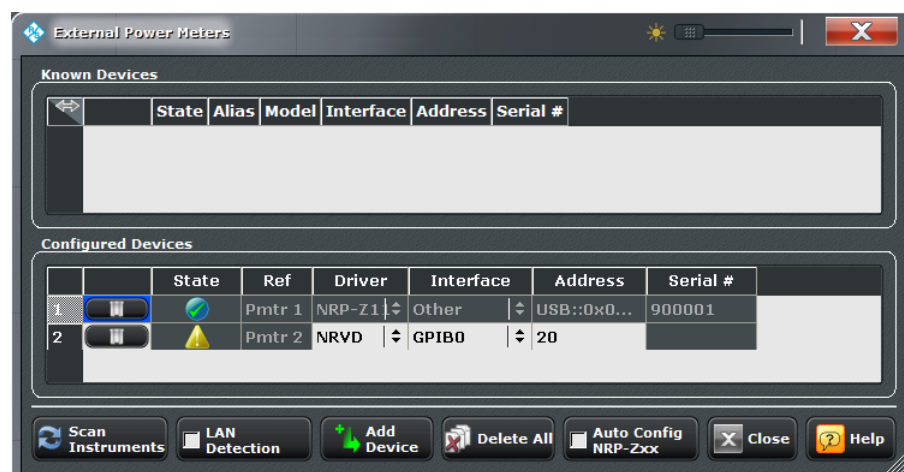 External Power Meters
Known Devices
State Alias Model Interface Address Serial #
Configured Devices
State Ref Driver Interface Address Serial #
1 Pmtr 1 NRP-Z11 Other USB::0x0... 900001
2 Pmtr 2 NRVD GPIB0 20
Scan Instruments
LAN Detection
Add Device
Delete All
Auto Config NRP-Zxx
Close
Help